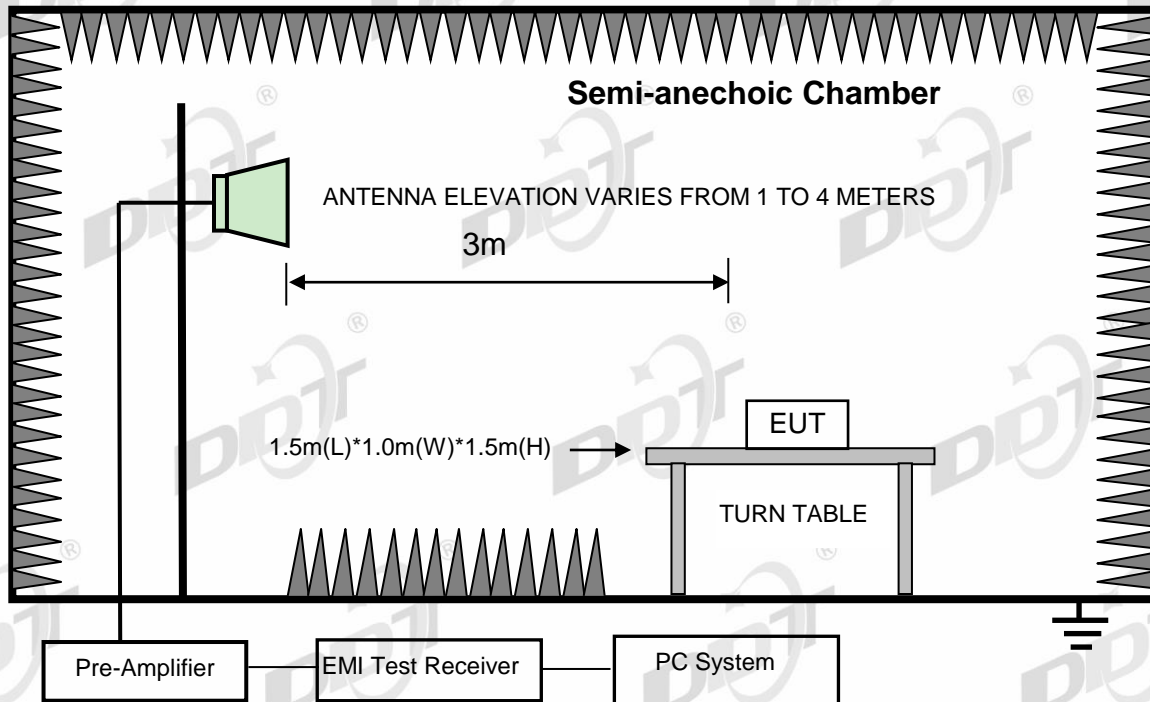 Semi-anechoic Chamber
ANTENNA ELEVATION VARIES FROM 1 TO 4 METERS
3m
EUT
1.5m(L)*1.0m(W)*1.5m(H)
TURN TABLE
Pre-Amplifier
EMI Test Receiver
PC System
DDT
®